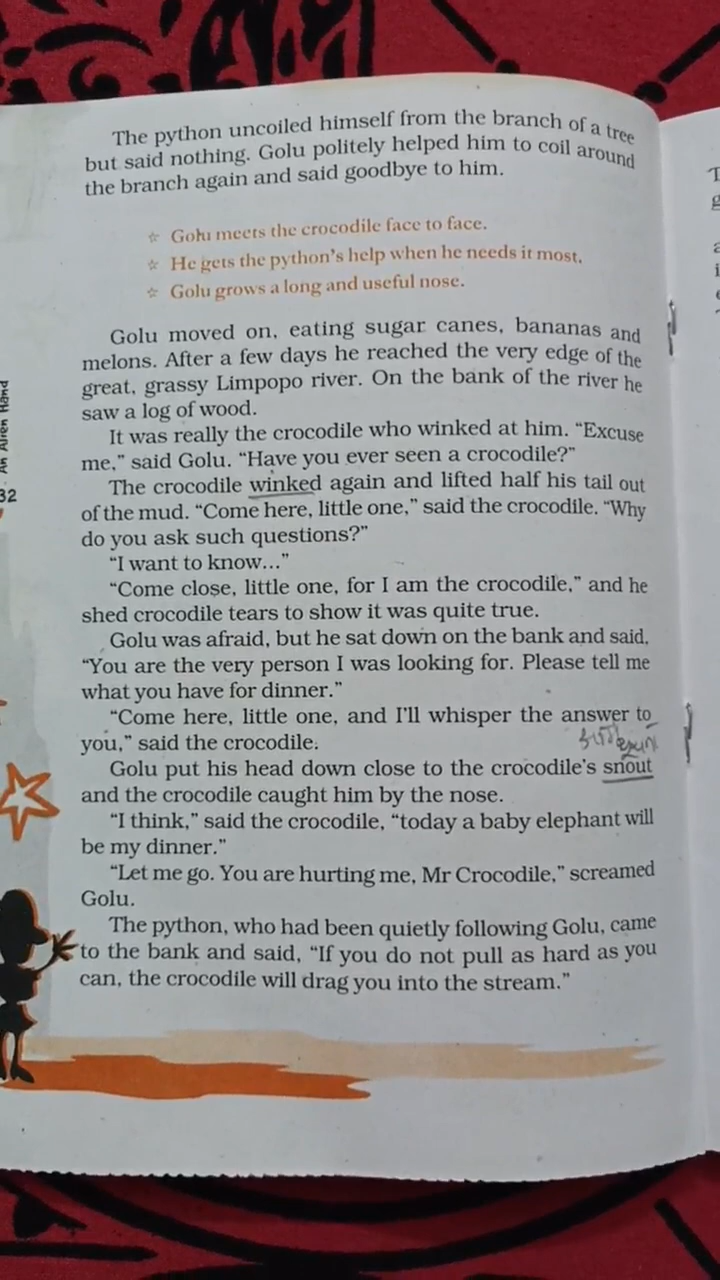 The python uncoiled himself from the branch of a tree
but said nothing. Golu politely helped him to coil around
the branch again and said goodbye to him.
☆ Golu meets the crocodile face to face.
☆ He gets the python's help when he needs it most.
☆ Golu grows a long and useful nose.
Golu moved on, eating sugar canes, bananas and
melons. After a few days he reached the very edge of the
great, grassy Limpopo river. On the bank of the river he
saw a log of wood.
It was really the crocodile who winked at him. “Excuse
me,” said Golu. “Have you ever seen a crocodile?”
The crocodile winked again and lifted half his tail out
of the mud. “Come here, little one,” said the crocodile. “Why
do you ask such questions?”
“I want to know...”
“Come close, little one, for I am the crocodile,” and he
shed crocodile tears to show it was quite true.
Golu was afraid, but he sat down on the bank and said,
“You are the very person I was looking for. Please tell me
what you have for dinner.”
“Come here, little one, and I'll whisper the answer to
you,” said the crocodile.
Golu put his head down close to the crocodile's snout
and the crocodile caught him by the nose.
“I think,” said the crocodile, “today a baby elephant will
be my dinner.”
“Let me go. You are hurting me, Mr Crocodile,” screamed
Golu.
The python, who had been quietly following Golu, came
to the bank and said, “If you do not pull as hard as you
can, the crocodile will drag you into the stream.”
An Alien Hand
32